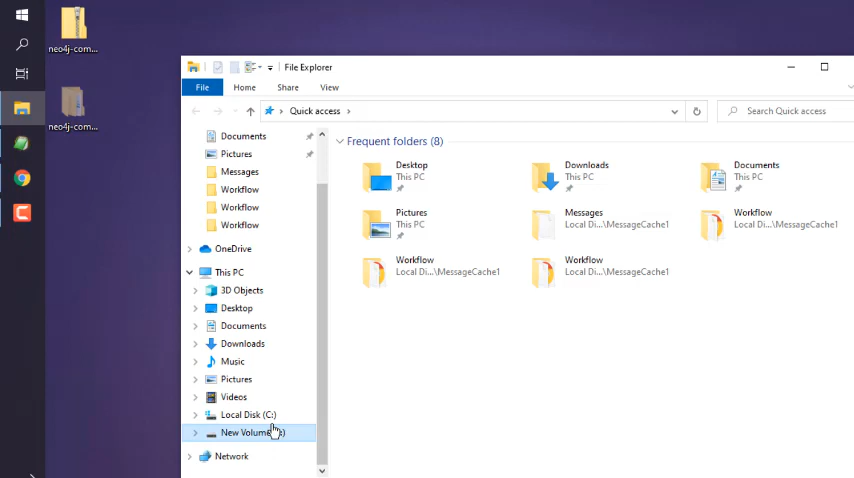 neo4j-com...
neo4j-com...
File Explorer
File Home Share View
Quick access
Search Quick access
Documents
Pictures
Messages
Workflow
Workflow
Workflow
OneDrive
This PC
3D Objects
Desktop
Documents
Downloads
Music
Pictures
Videos
Local Disk (C:)
New Volum
Network
Frequent folders (8)
Desktop
This PC
Downloads
This PC
Documents
This PC
Pictures
This PC
Messages
Local Di...\MessageCache1
Workflow
Local Di...\MessageCache1
Workflow
Local Di...\MessageCache1
Workflow
Local Di...\MessageCache1